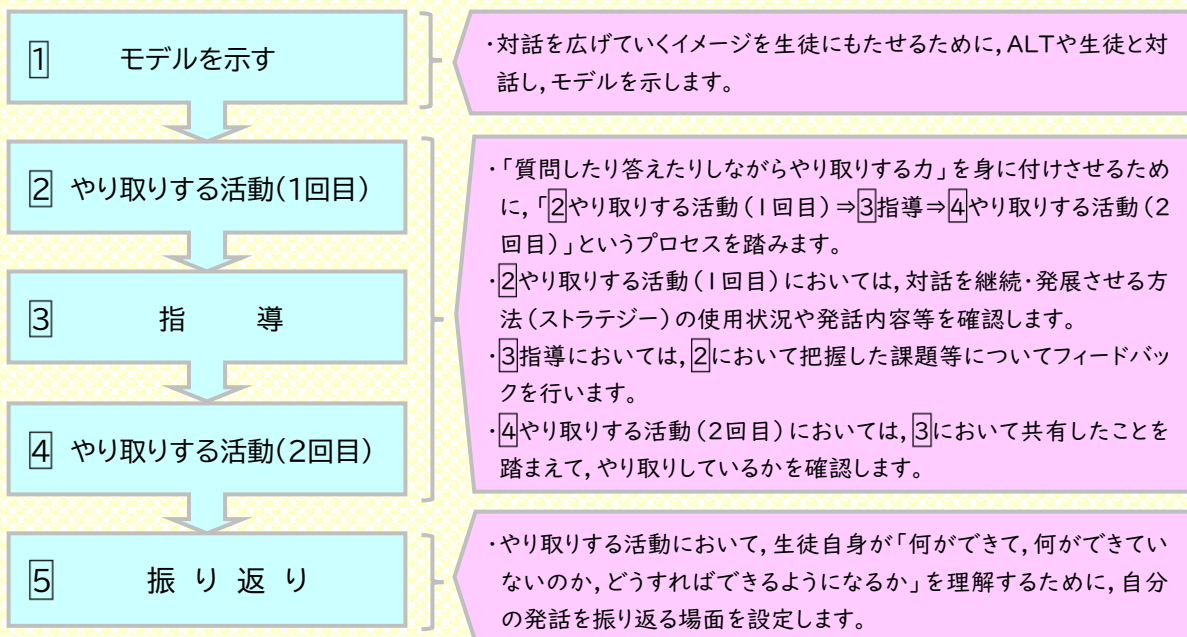 1 モデルを示す
・対話を広げていくイメージを生徒にもたせるために,ALTや生徒と対
話し,モデルを示します。
2 やり取りする活動(1回目)
3 指 導
4 やり取りする活動(2回目)
・「質問したり答えたりしながらやり取りする力」を身に付けさせるため
に,「2やり取りする活動(1回目)⇒3指導⇒4やり取りする活動(2
回目)」というプロセスを踏みます。
・2やり取りする活動(1回目)においては,対話を継続・発展させる方
法(ストラテジー)の使用状況や発話内容等を確認します。
・3指導においては,2において把握した課題等についてフィードバッ
クを行います。
・4やり取りする活動(2回目)においては,3において共有したことを
踏まえて,やり取りしているかを確認します。
5 振 り 返 り
・やり取りする活動において,生徒自身が「何ができて,何ができてい
ないのか,どうすればできるようになるか」を理解するために,自分
の発話を振り返る場面を設定します。